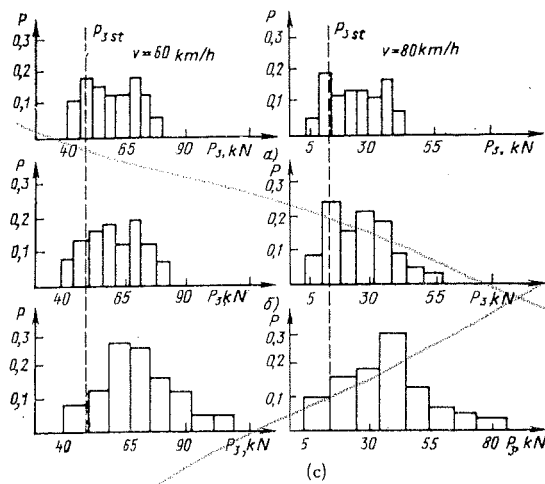 P P₃ st
0,3 v=60 km/h
0,2
0,1
40 65 90 P₃, kN
а)
P P₃ st
0,3 v=80km/h
0,2
0,1
5 30 55 P₃, kN
P
0,3
0,2
0,1
40 65 90 P₃ kN
б)
P
0,3
0,2
0,1
5 30 55 P₃ kN
P
0,3
0,2
0,1
40 65 90 P₃, kN
P
0,3
0,2
0,1
5 30 55 80 P₃, kN
(c)